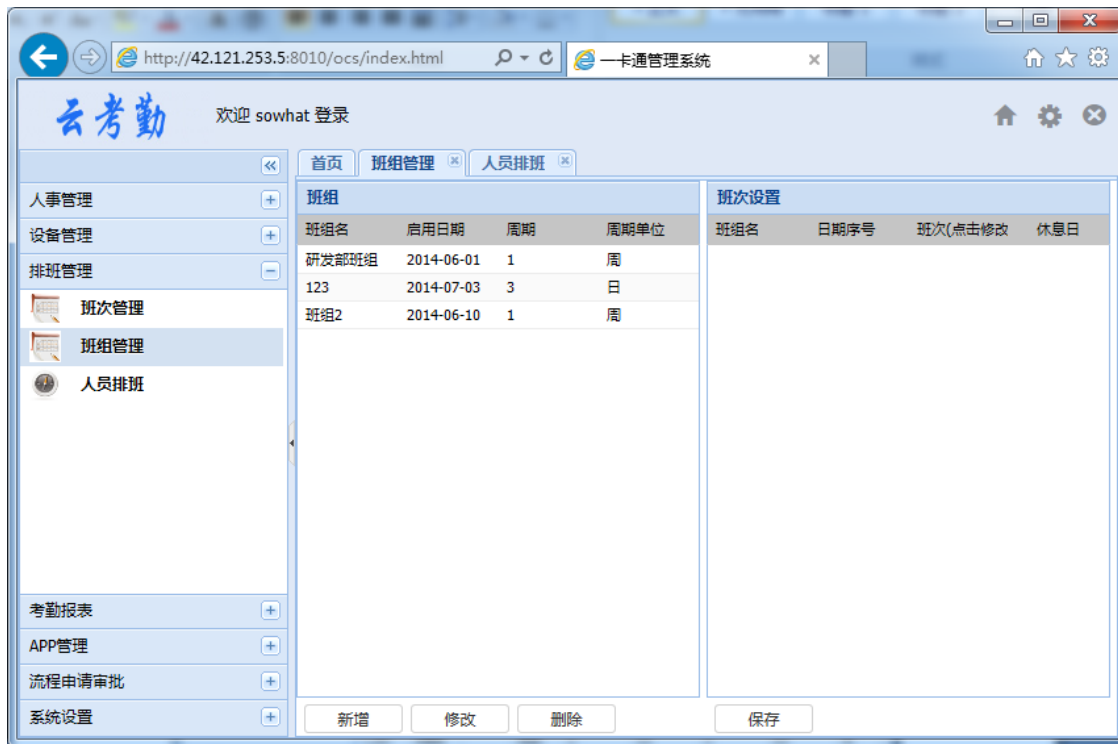 http://42.121.253.5:8010/ocs/index.html
一卡通管理系统
云考勤
欢迎 sowhat 登录
首页 班组管理 人员排班
人事管理
设备管理
排班管理
班次管理
班组管理
人员排班
考勤报表
APP管理
流程申请审批
系统设置
班组
班组名 启用日期 周期 周期单位
研发部班组 2014-06-01 1 周
123 2014-07-03 3 日
班组2 2014-06-10 1 周
新增 修改 删除
班次设置
班组名 日期序号 班次(点击修改 休息日
保存